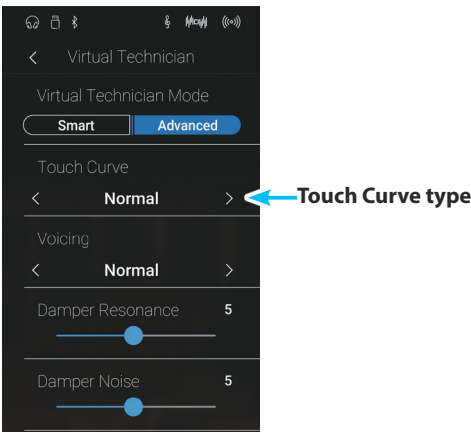 Virtual Technician
Virtual Technician Mode
Smart Advanced
Touch Curve
Normal
Touch Curve type
Voicing
Normal
Damper Resonance 5
Damper Noise 5